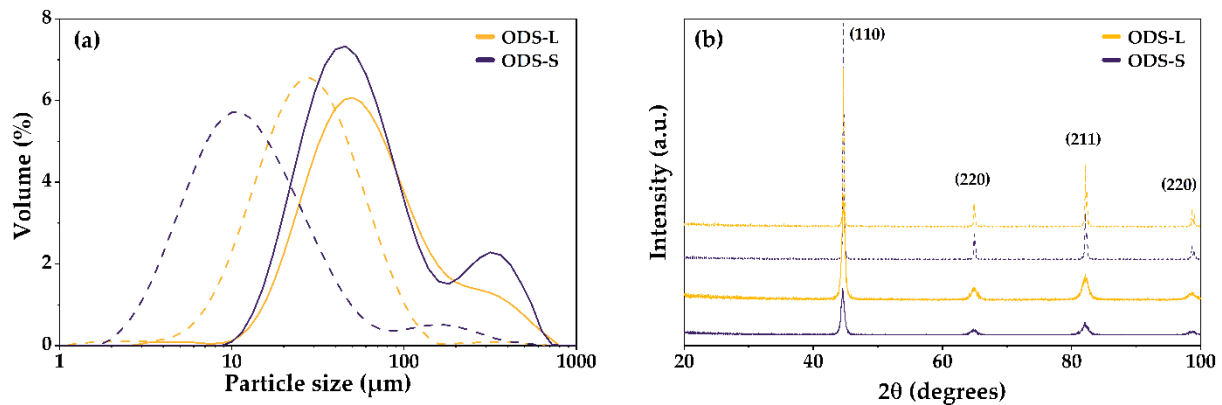 (a)
ODS-L
ODS-S
8
6
4
2
0
Volume (%)
1
10
100
1000
Particle size (μm)
(b)
ODS-L
ODS-S
(110)
(220)
(211)
(220)
Intensity (a.u.)
20
40
60
80
100
2θ (degrees)